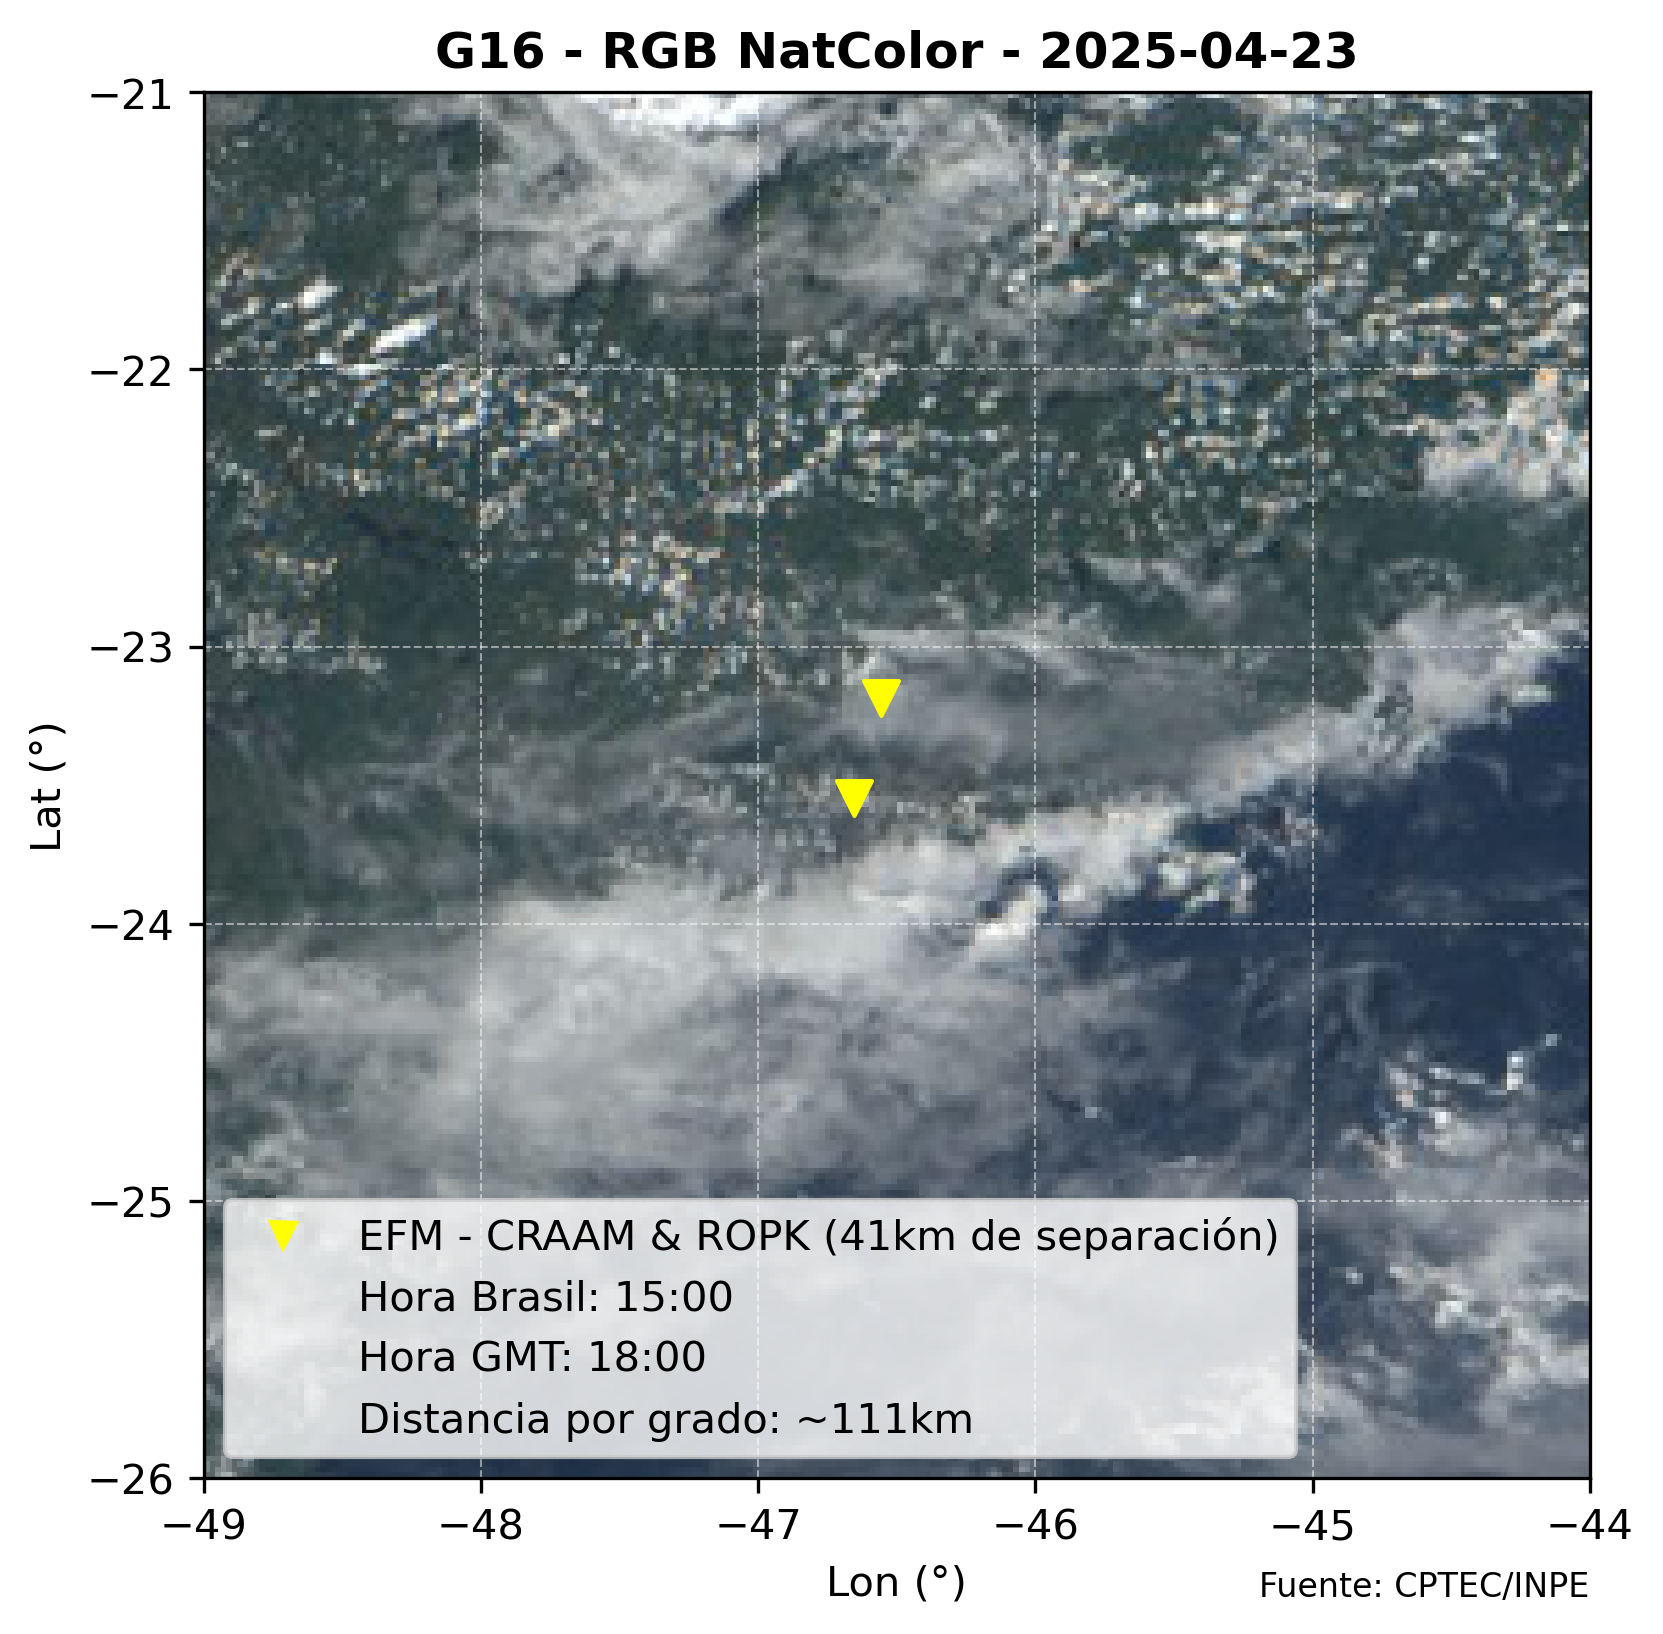 G16 - RGB NatColor - 2025-04-23
−21
−22
−23
−24
−25
−26
Lat (°)
EFM - CRAAM & ROPK (41km de separación)
Hora Brasil: 15:00
Hora GMT: 18:00
Distancia por grado: ~111km
−49 −48 −47 −46 −45 −44
Lon (°)
Fuente: CPTEC/INPE